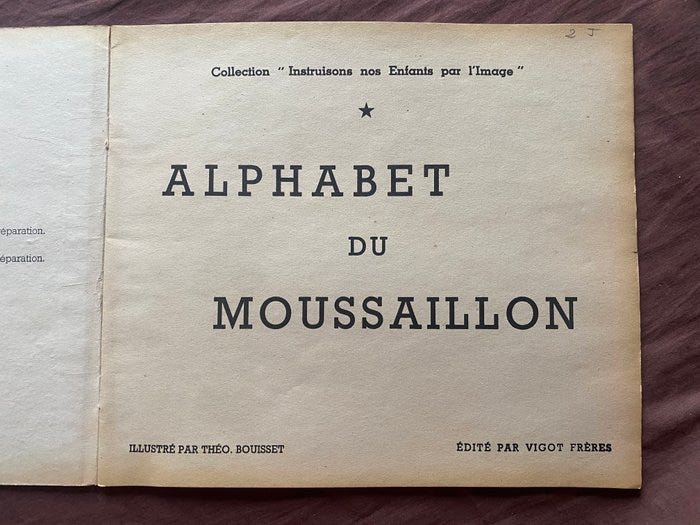 éparation.
éparation.
2 J
Collection " Instruisons nos Enfants par l'Image "
★
ALPHABET
DU
MOUSSAILLON
ILLUSTRÉ PAR THÉO. BOUISSET
ÉDITÉ PAR VIGOT FRÈRES